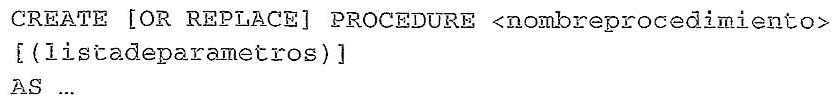 CREATE [OR REPLACE] PROCEDURE <nombreprocedimiento>
[(listadeparametros)]
AS …